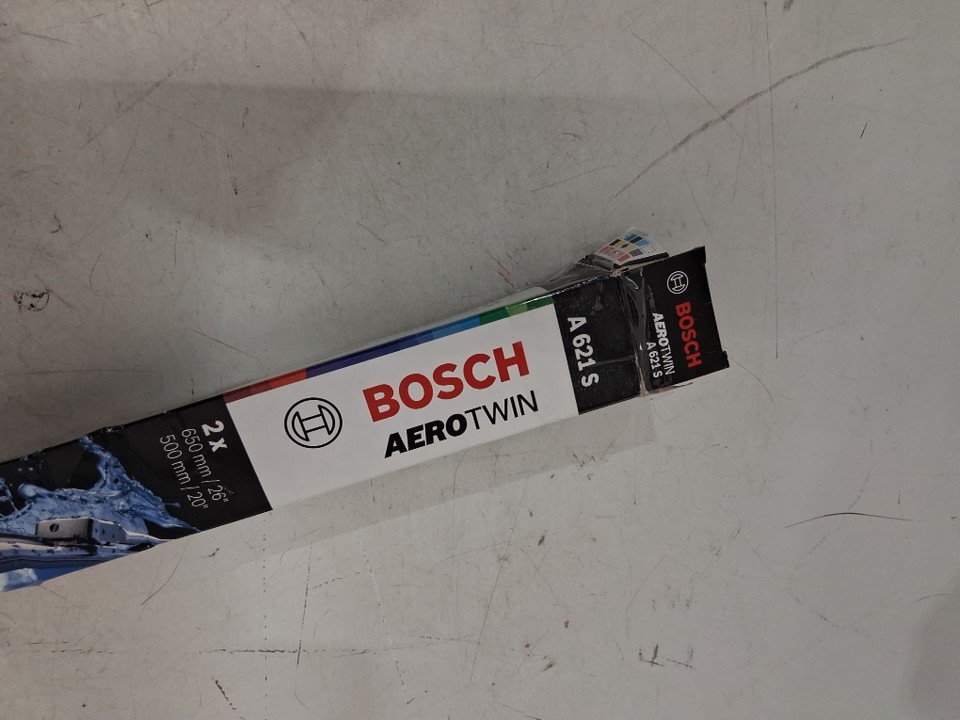 2 x
650 mm / 26"
500 mm / 20"
BOSCH
AEROTWIN
A 621 S
BOSCH
AEROTWIN
A 621 S